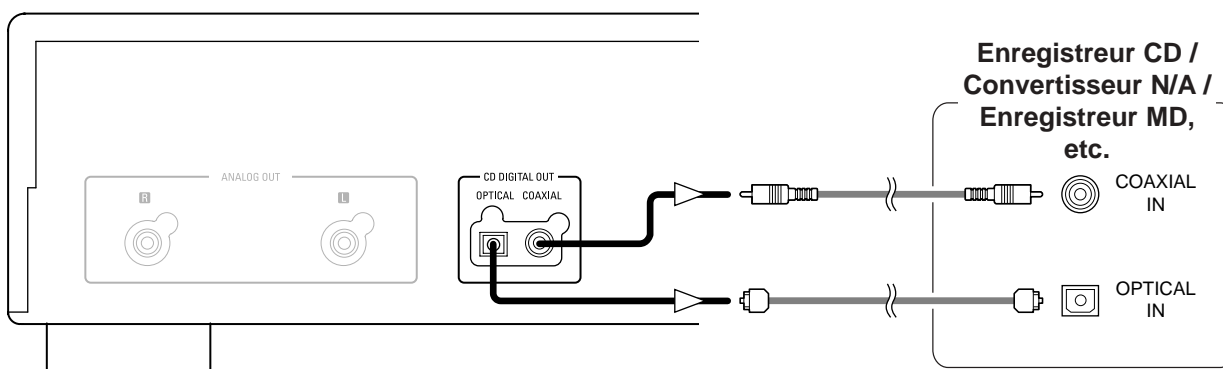 Enregistreur CD /
Convertisseur N/A /
Enregistreur MD,
etc.
ANALOG OUT
R
L
CD DIGITAL OUT
OPTICAL COAXIAL
COAXIAL
IN
OPTICAL
IN